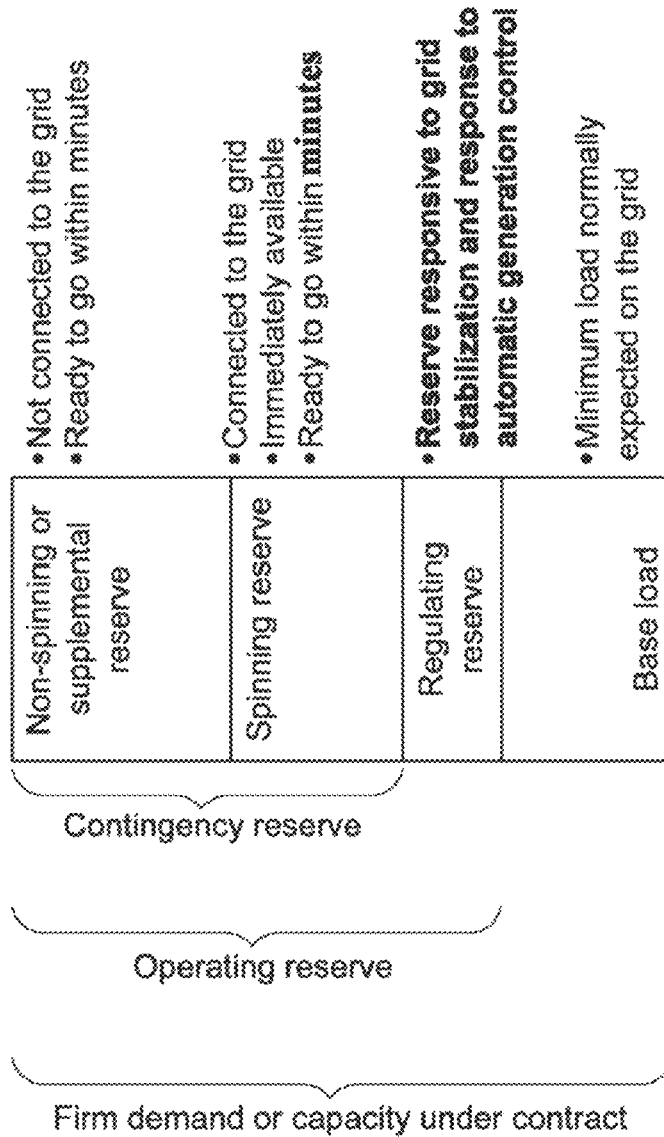 Non-spinning or
supplemental
reserve
• Not connected to the grid
• Ready to go within minutes
Spinning reserve
• Connected to the grid
• Immediately available
• Ready to go within minutes
Regulating
reserve
• Reserve responsive to grid
stabilization and response to
automatic generation control
Base load
• Minimum load normally
expected on the grid
Contingency reserve
Operating reserve
Firm demand or capacity under contract